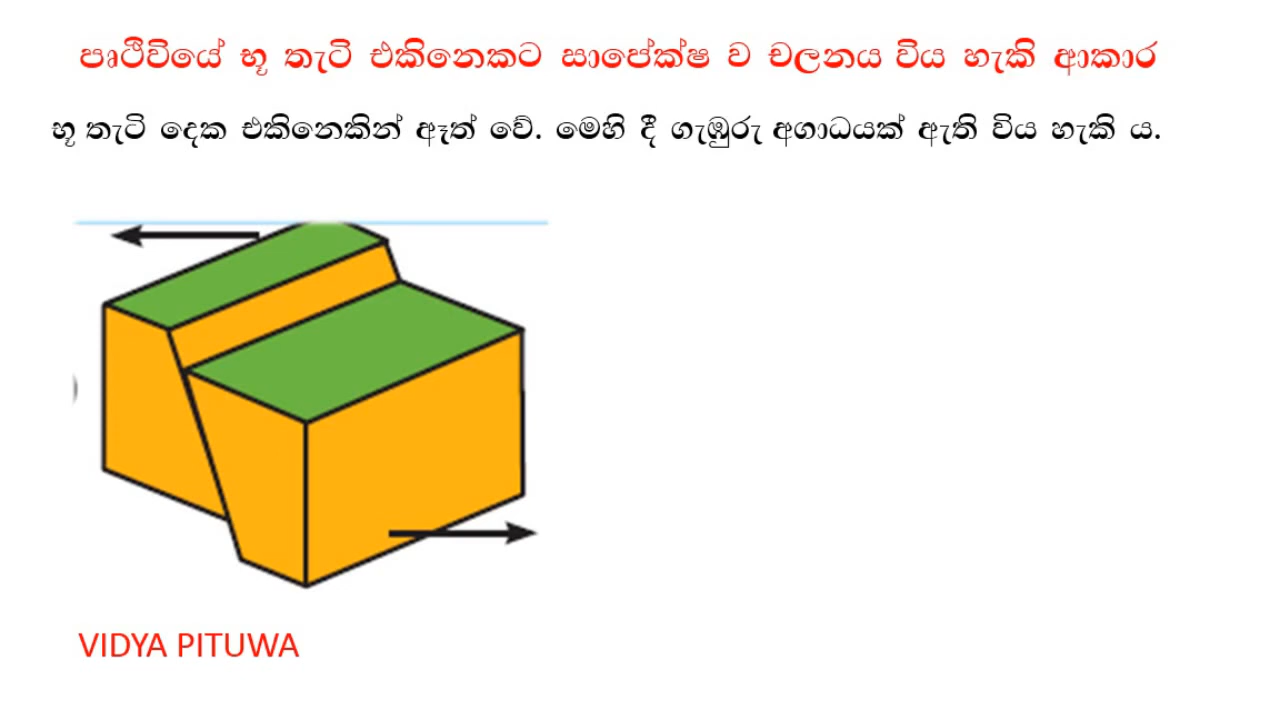 පෘථිවියේ භූ තැටි එකිනෙකට සාපේක්ෂ ව චලනය විය හැකි ආකාර
භූ තැටි දෙක එකිනෙකින් ඈත් වේ. මෙහි දී ගැඹුරු අගාධයක් ඇති විය හැකි ය.
VIDYA PITUWA